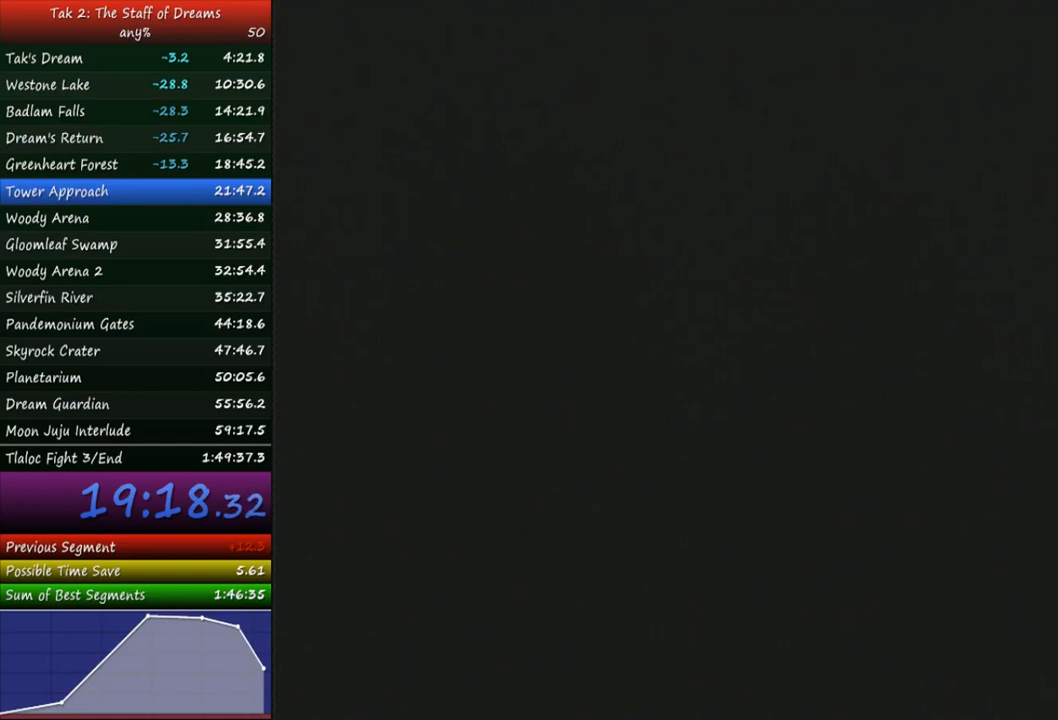 Tak 2: The Staff of Dreams
any% 50
Tak's Dream -3.2 4:21.8
Westone Lake -28.8 10:30.6
Badlam Falls -28.3 14:21.9
Dream's Return -25.7 16:54.7
Greenheart Forest -13.3 18:45.2
Tower Approach 21:47.2
Woody Arena 28:36.8
Gloomleaf Swamp 31:55.4
Woody Arena 2 32:54.4
Silverfin River 35:22.7
Pandemonium Gates 44:18.6
Skyrock Crater 47:46.7
Planetarium 50:05.6
Dream Guardian 55:56.2
Moon Juju Interlude 59:17.5
Tlaloc Fight 3/End 1:49:37.3
19:18.32
Previous Segment +12.3
Possible Time Save 5.61
Sum of Best Segments 1:46:35